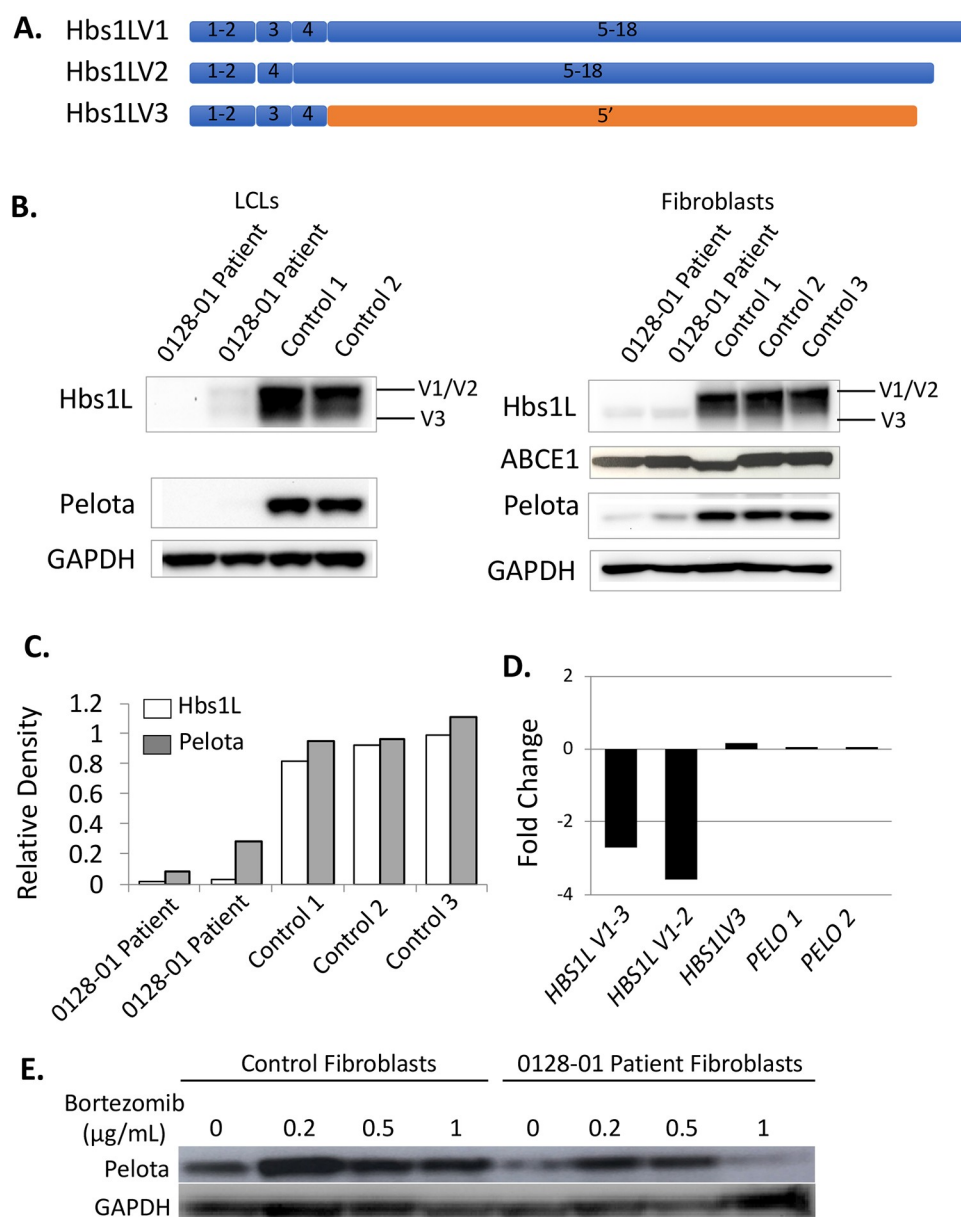 A.
Hbs1LV1 1-2 3 4 5-18
Hbs1LV2 1-2 4 5-18
Hbs1LV3 1-2 3 4 5′
B.
LCLs
0128-01 Patient 0128-01 Patient Control 1 Control 2
Hbs1L V1/V2
V3
Pelota
GAPDH
Fibroblasts
0128-01 Patient 0128-01 Patient Control 1 Control 2 Control 3
Hbs1L V1/V2
V3
ABCE1
Pelota
GAPDH
C.
Relative Density
1.2
1
0.8
0.6
0.4
0.2
0
Hbs1L
Pelota
0128-01 Patient 0128-01 Patient Control 1 Control 2 Control 3
D.
Fold Change
2
0
-2
-4
HBS1L V1-3 HBS1L V1-2 HBS1LV3 PELO 1 PELO 2
E.
Control Fibroblasts 0128-01 Patient Fibroblasts
Bortezomib
(µg/mL) 0 0.2 0.5 1 0 0.2 0.5 1
Pelota
GAPDH